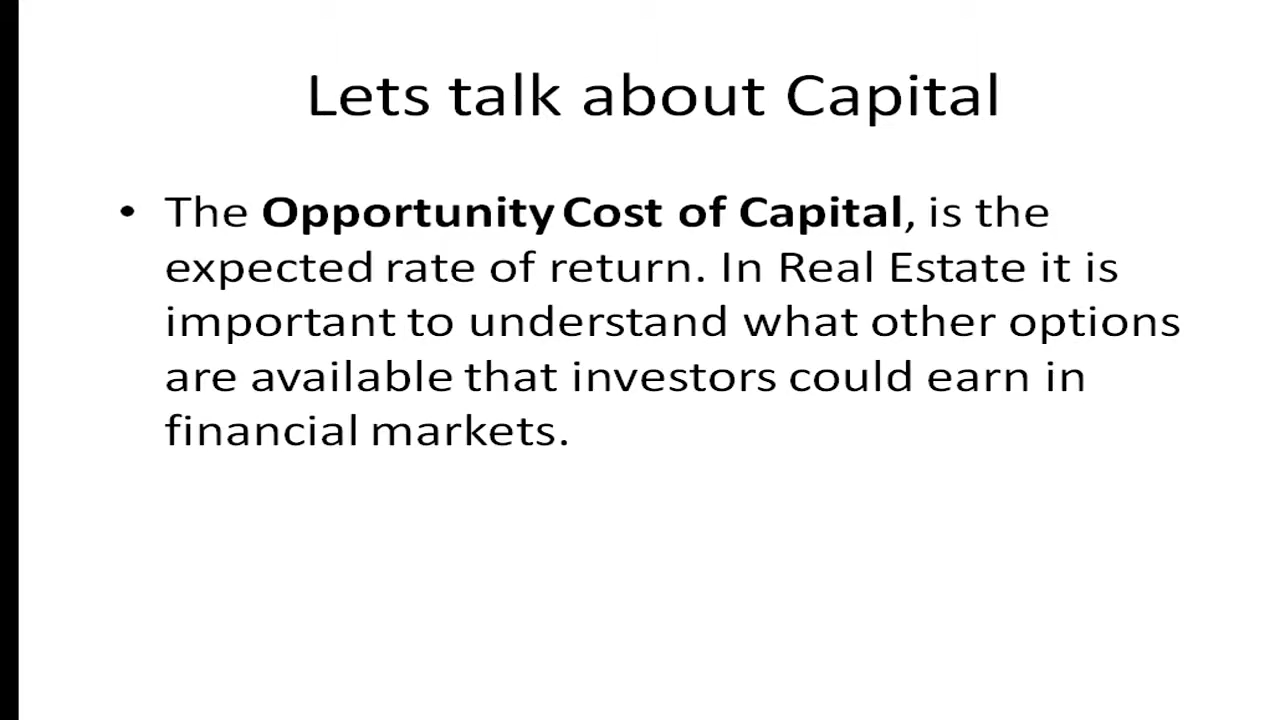 Lets talk about Capital
• The Opportunity Cost of Capital, is the
expected rate of return. In Real Estate it is
important to understand what other options
are available that investors could earn in
financial markets.